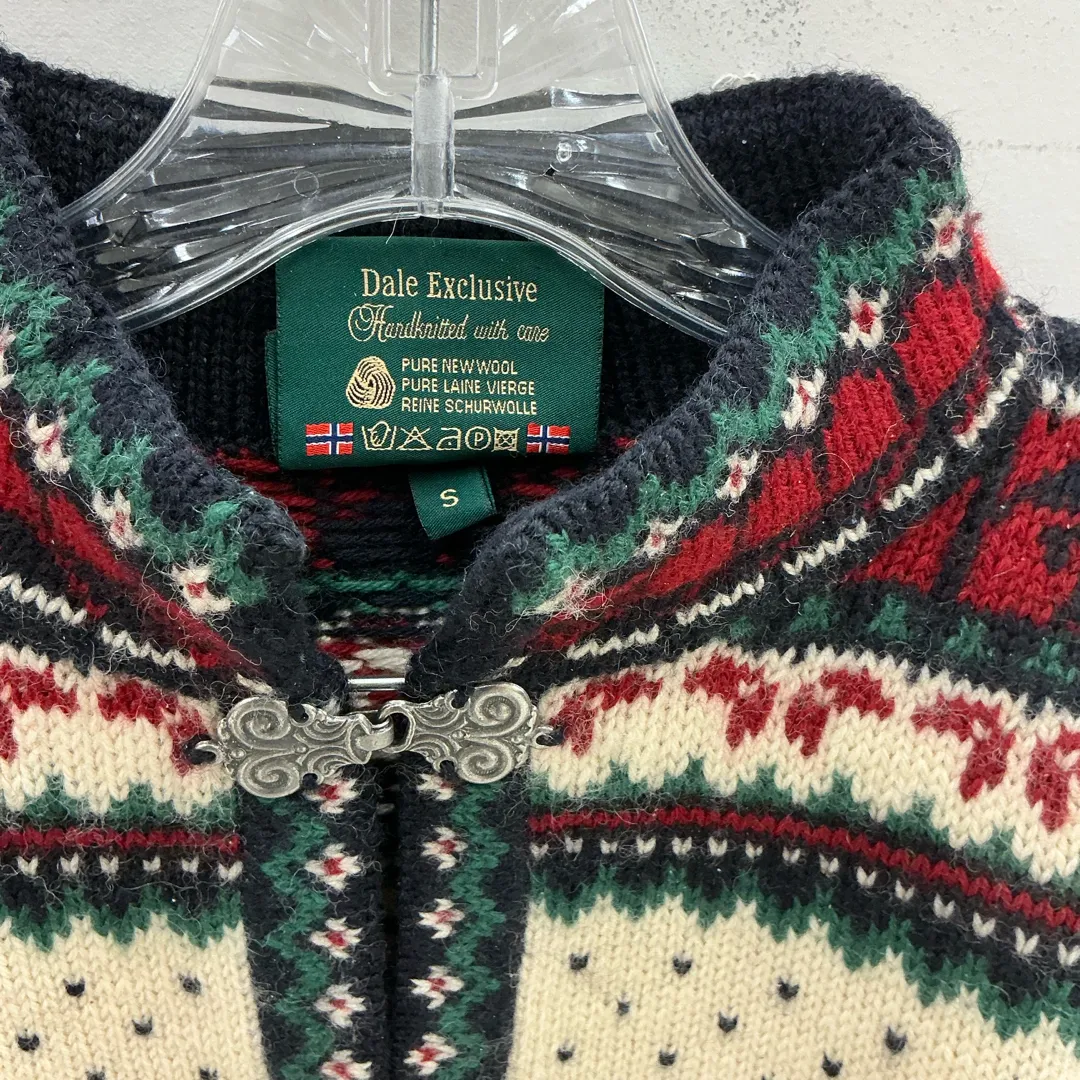 Dale Exclusive
Handknitted with care
PURE NEW WOOL
PURE LAINE VIERGE
REINE SCHURWOLLE
P
S